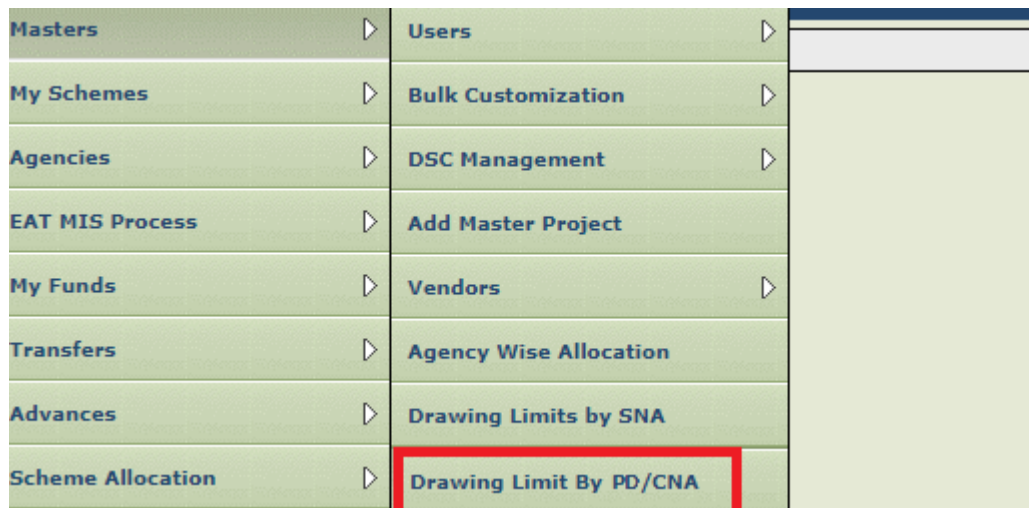 Masters
My Schemes
Agencies
EAT MIS Process
My Funds
Transfers
Advances
Scheme Allocation
Users
Bulk Customization
DSC Management
Add Master Project
Vendors
Agency Wise Allocation
Drawing Limits by SNA
Drawing Limit By PD/CNA